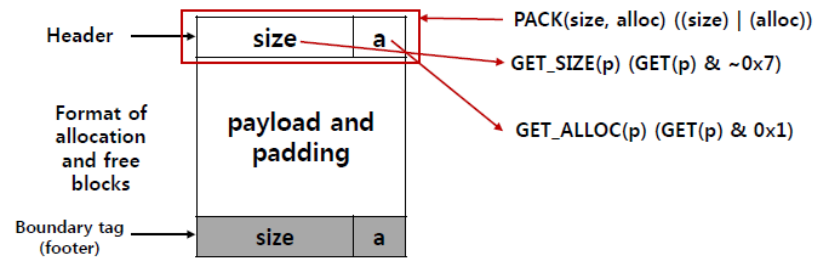 Header
size
a
PACK(size, alloc) ((size) | (alloc))
GET_SIZE(p) (GET(p) & ~0x7)
GET_ALLOC(p) (GET(p) & 0x1)
Format of
allocation
and free
blocks
payload and
padding
Boundary tag
(footer)
size
a